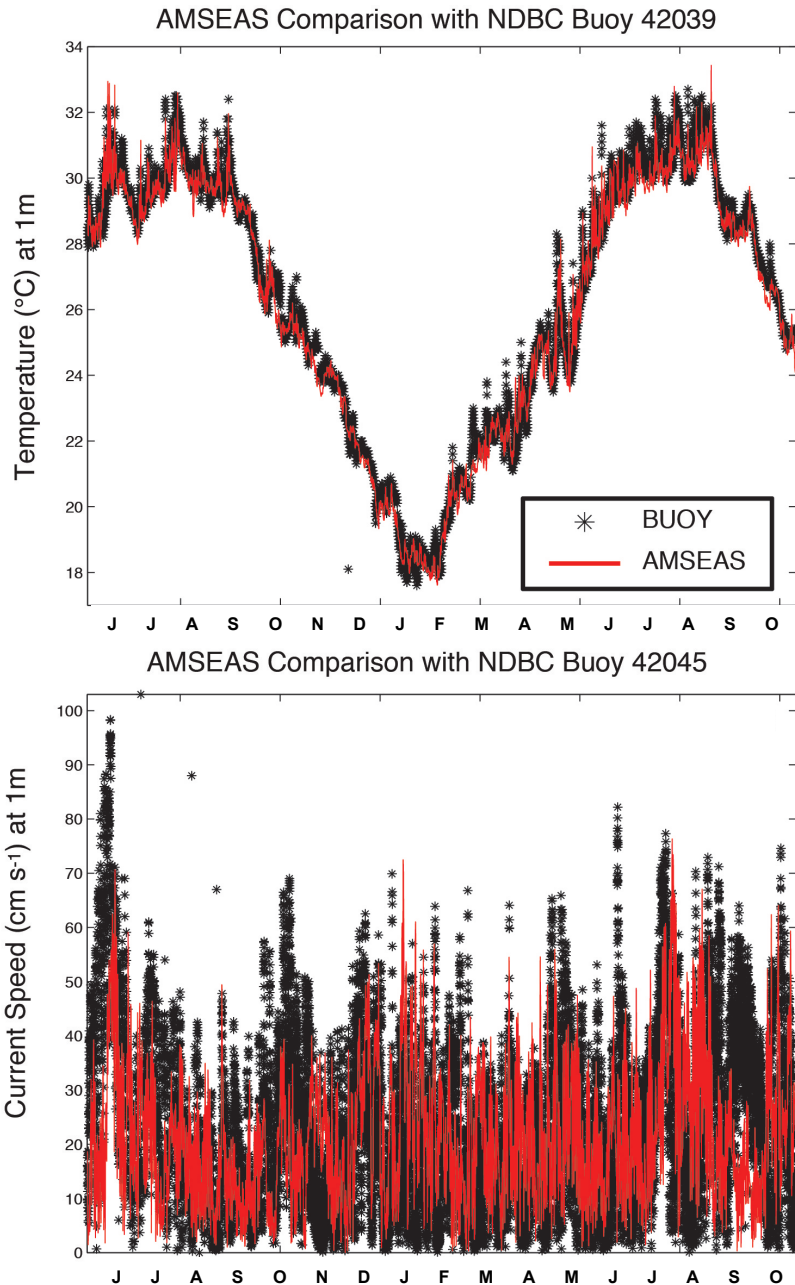 AMSEAS Comparison with NDBC Buoy 42039
Temperature (°C) at 1m
34
32
30
28
26
24
22
20
18
BUOY
AMSEAS
J J A S O N D J F M A M J J A S O
AMSEAS Comparison with NDBC Buoy 42045
Current Speed (cm s-1) at 1m
100
90
80
70
60
50
40
30
20
10
0
J J A S O N D J F M A M J J A S O